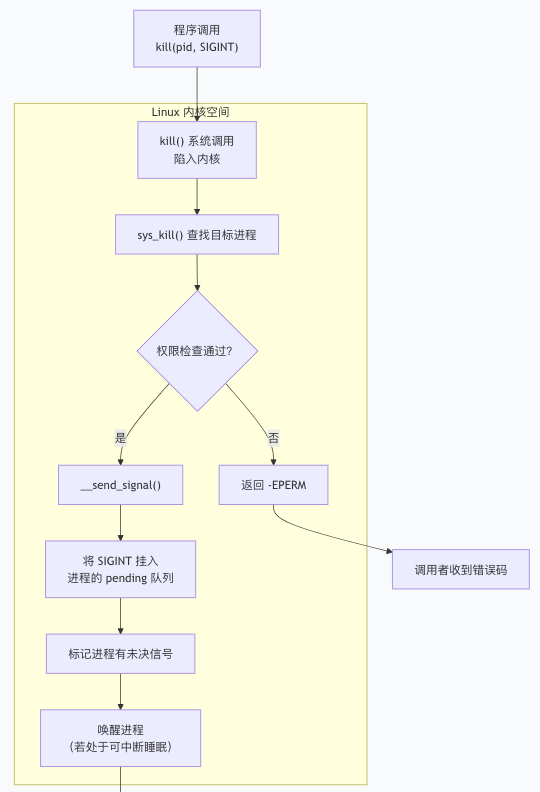 程序调用
kill(pid, SIGINT)
Linux 内核空间
kill() 系统调用
陷入内核
sys_kill() 查找目标进程
权限检查通过?
是
否
__send_signal()
返回 -EPERM
将 SIGINT 挂入
进程的 pending 队列
调用者收到错误码
标记进程有未决信号
唤醒进程
(若处于可中断睡眠)